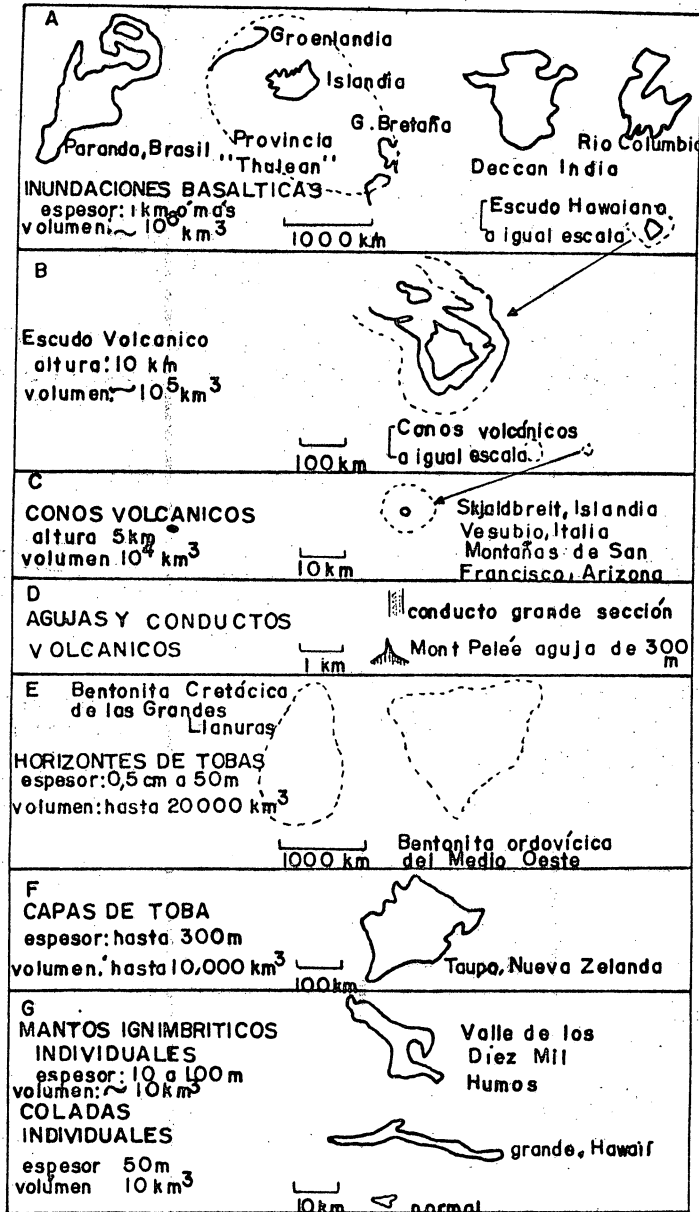 A
Groenlandia
Islandia
G. Bretaña
Paranda, Brasil
Provincia
"Thulean"
Deccan India
Rio Columbia
INUNDACIONES BASALTICAS
espesor: 1 km o más
volumen: ~ 10⁶ km³
1000 km
Escudo Hawaiano
a igual escala
B
Escudo Volcanico
altura: 10 km
volumen: ~ 10⁵ km³
100 km
Conos volcánicos
a igual escala
C
CONOS VOLCANICOS
altura 5 km
volumen 10⁴ km³
10 km
Skjaldbreit, Islandia
Vesubio, Italia
Montañas de San
Francisco, Arizona
D
AGUJAS Y CONDUCTOS
VOLCANICOS
1 km
conducto grande sección
Mont Peleé aguja de 300
m
E
Bentonita Cretácica
de las Grandes
Llanuras
HORIZONTES DE TOBAS
espesor: 0,5 cm a 50 m
volumen: hasta 20000 km³
1000 km
Bentonita ordovícica
del Medio Oeste
F
CAPAS DE TOBA
espesor: hasta 300 m
volumen: hasta 10,000 km³
100 km
Taupo, Nueva Zelanda
G
MANTOS IGNIMBRITICOS
INDIVIDUALES
espesor: 10 a 100 m
volumen: ~ 10 km³
Valle de los
Diez Mil
Humos
COLADAS
INDIVIDUALES
espesor 50 m
volumen 10 km³
grande, Hawaií
10 km
normal